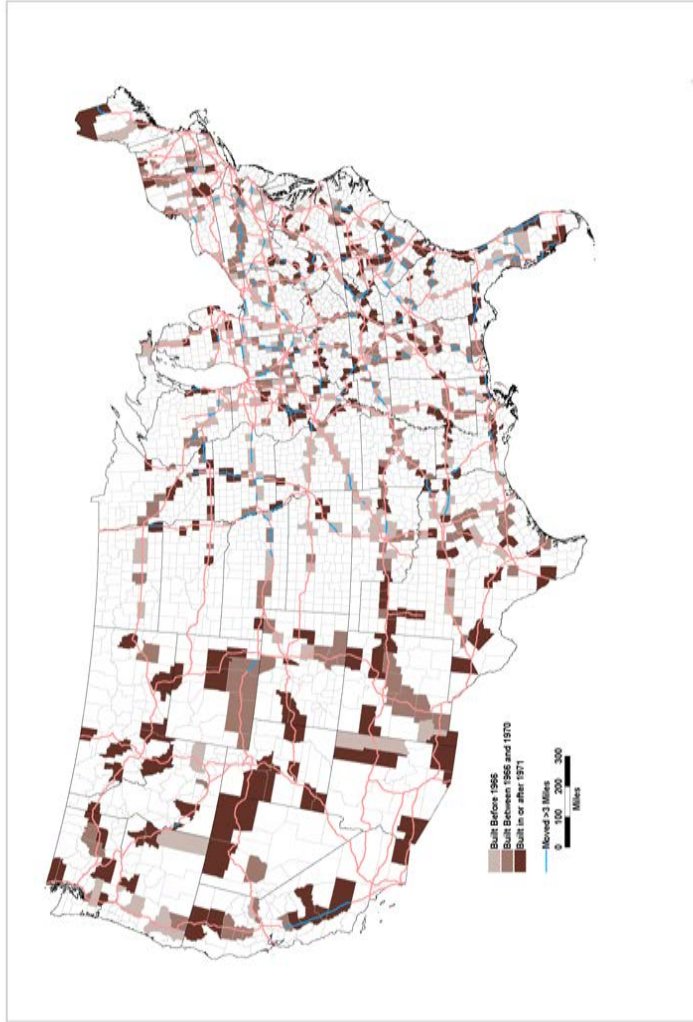 Built Before 1966
Built Between 1966 and 1970
Built in or after 1971
Moved >3 Miles
0 100 200 300
Miles